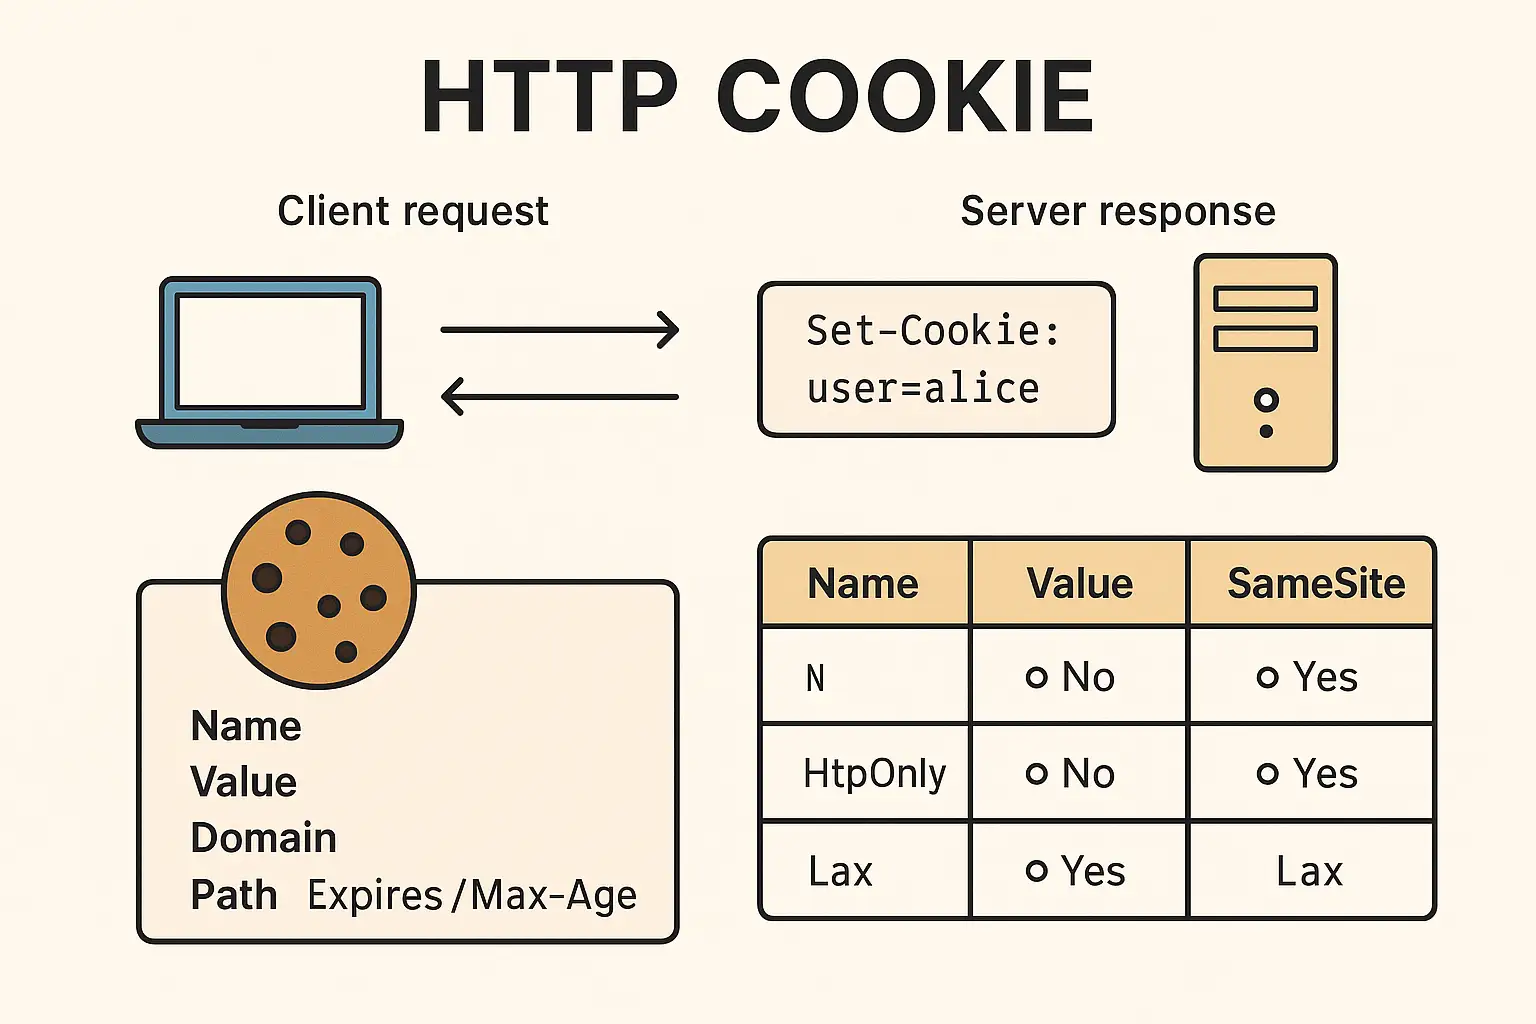 HTTP COOKIE
Client request
Server response
Set-Cookie:
user=alice
Name
Value
Domain
Path Expires/Max-Age
Name Value SameSite
N No Yes
HtpOnly No Yes
Lax Yes Lax